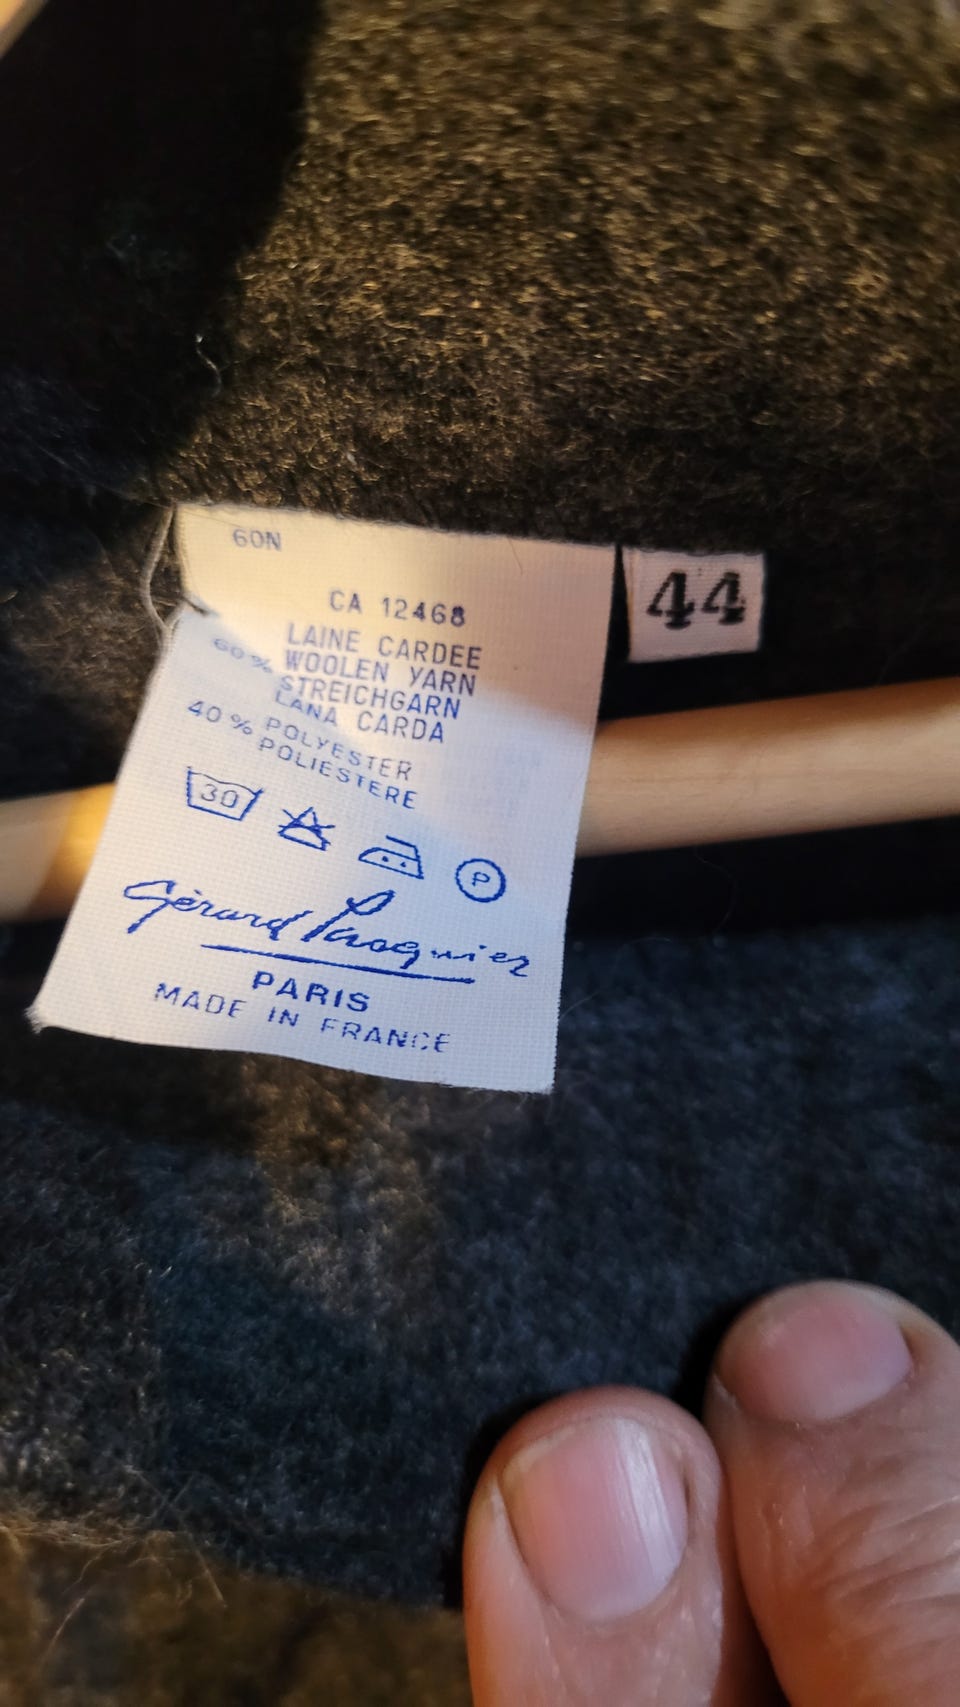 60N
CA 12468
60% LAINE CARDEE
WOOLEN YARN
STREICHGARN
LANA CARDA
40% POLYESTER
POLIESTERE
30
P
Gérard Pasquier
PARIS
MADE IN FRANCE
44